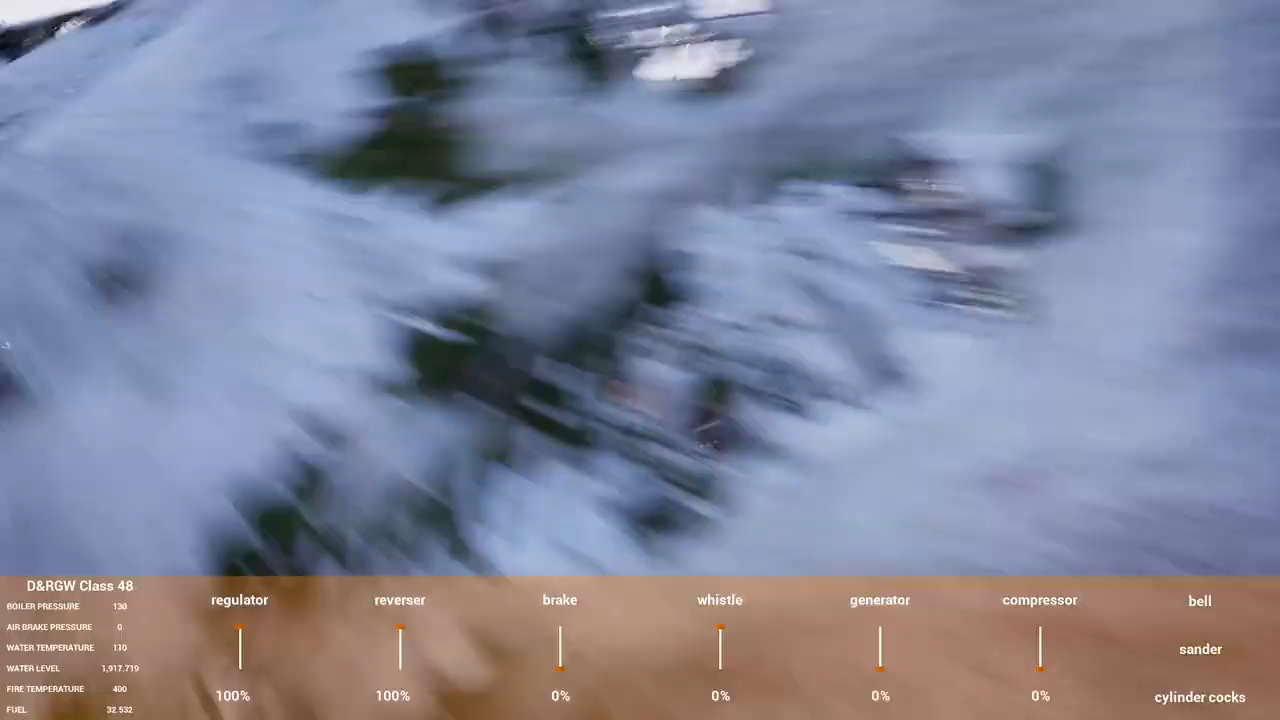 D&RGW Class 48
BOILER PRESSURE 130
AIR BRAKE PRESSURE 0
WATER TEMPERATURE 110
WATER LEVEL 1,917.719
FIRE TEMPERATURE 400
FUEL 32.532
regulator
100%
reverser
100%
brake
0%
whistle
0%
generator
0%
compressor
0%
bell
sander
cylinder cocks